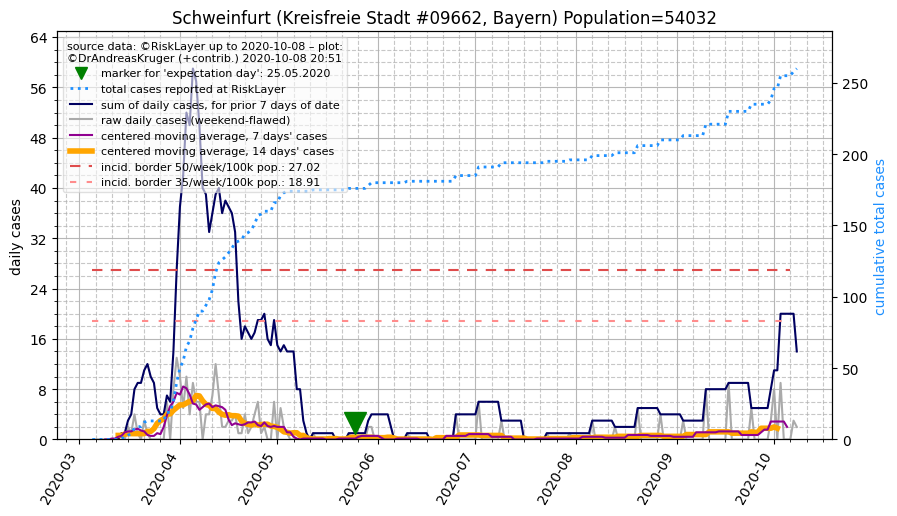 Schweinfurt (Kreisfreie Stadt #09662, Bayern) Population=54032
source data: ©RiskLayer up to 2020-10-08 – plot:
©DrAndreasKruger (+contrib.) 2020-10-08 20:51
marker for 'expectation day': 25.05.2020
total cases reported at RiskLayer
sum of daily cases, for prior 7 days of date
raw daily cases (weekend-flawed)
centered moving average, 7 days' cases
centered moving average, 14 days' cases
incid. border 50/week/100k pop.: 27.02
incid. border 35/week/100k pop.: 18.91
daily cases
64
56
48
40
32
24
16
8
0
cumulative total cases
250
200
150
100
50
0
2020-03
2020-04
2020-05
2020-06
2020-07
2020-08
2020-09
2020-10